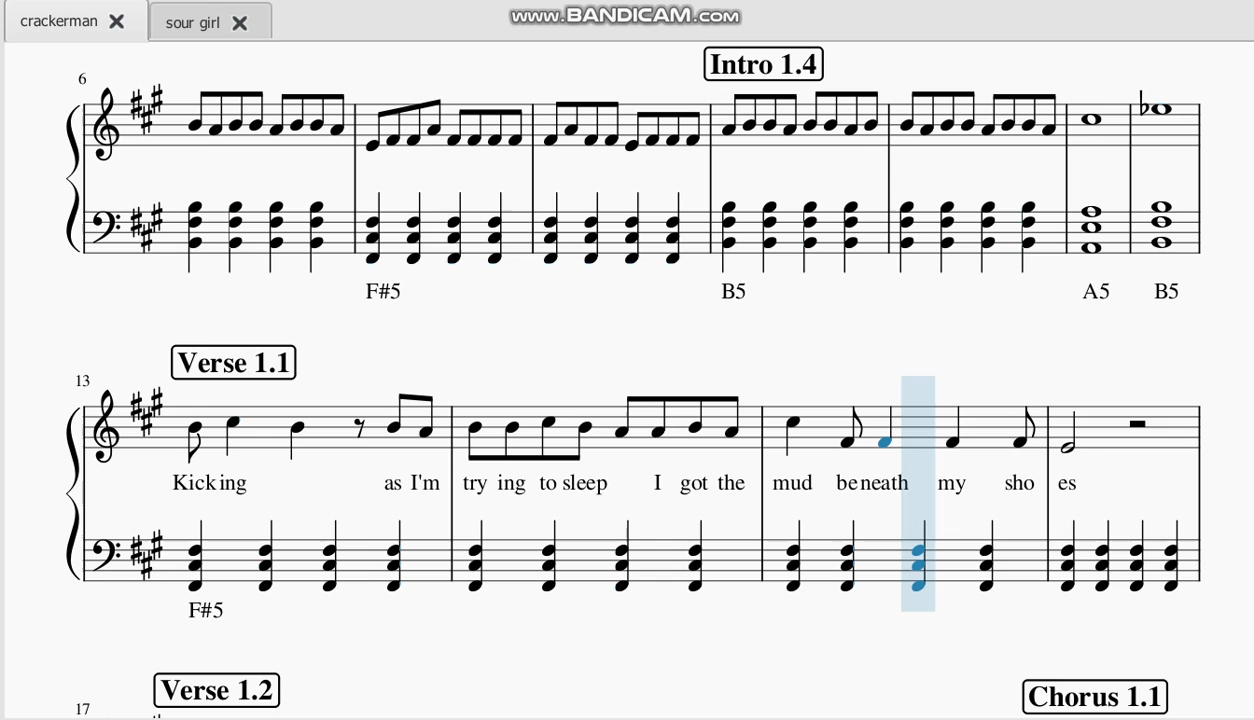 crackerman
sour girl
www.BANDICAM.com
Intro 1.4
6
F#5 B5 A5 B5
Verse 1.1
13
Kick ing as I'm try ing to sleep I got the mud be neath my sho es
F#5
Verse 1.2
Chorus 1.1
17